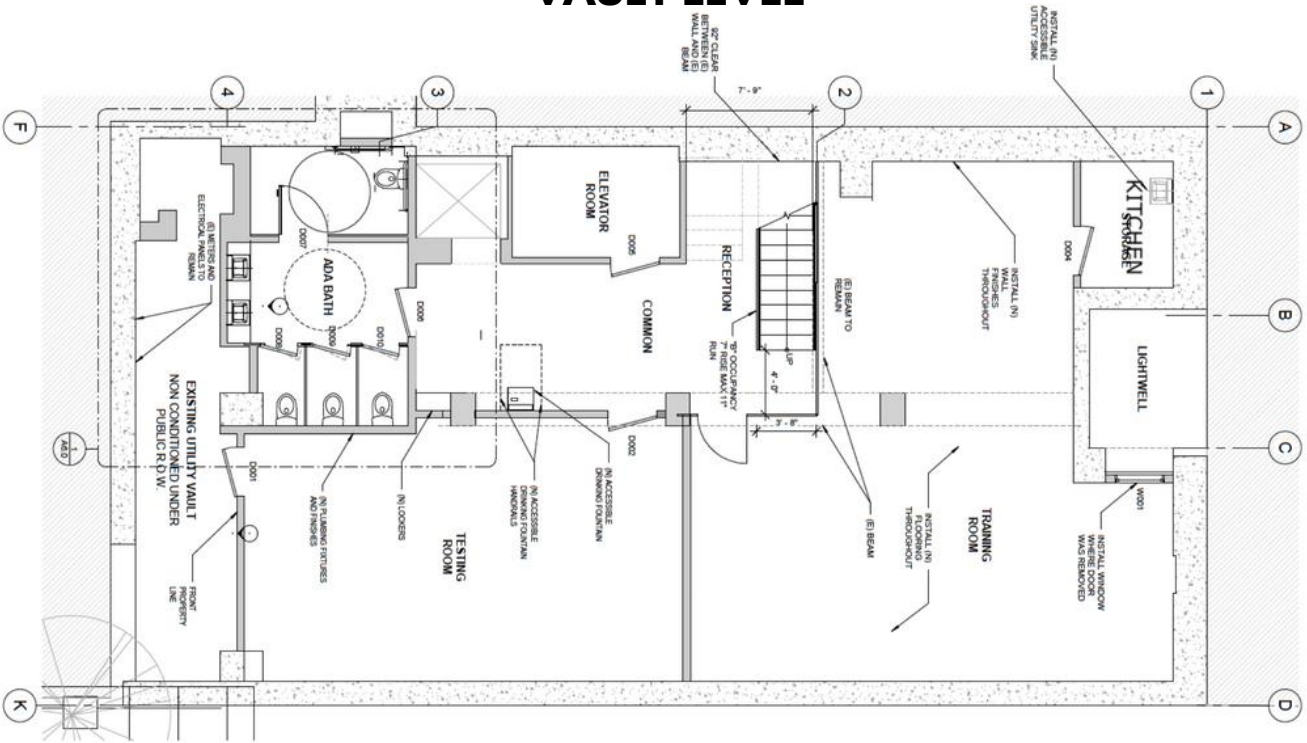 VAULT LEVEL
INSTALL (N)
ACCESSIBLE
UTILITY SINK
92" CLEAR
BETWEEN (E)
WALL AND (E)
BEAM
7' - 9"
4
3
2
1
F
A
KITCHEN
STORAGE
ELEVATOR
ROOM
(E) METERS AND
ELECTRICAL PANELS TO
REMAIN
D007
D005
D004
RECEPTION
INSTALL (N)
WALL
FINISHES
THROUGHOUT
ADA BATH
(E) BEAM TO
REMAIN
D006
COMMON
B
LIGHTWELL
D008
D009
D010
"B" OCCUPANCY
7" RISE MAX 11"
RUN
UP
4' - 0"
EXISTING UTILITY VAULT
NON CONDITIONED UNDER
PUBLIC R.O.W.
3' - 8"
D002
1
A6.0
C
D001
W001
(N) PLUMBING FIXTURES
AND FINISHES
(N) LOCKERS
(N) ACCESSIBLE
DRINKING FOUNTAIN
HANDRAILS
(N) ACCESSIBLE
DRINKING FOUNTAIN
TESTING
ROOM
(E) BEAM
INSTALL (N)
FLOORING
THROUGHOUT
TRAINING
ROOM
INSTALL WINDOW
WHERE DOOR
WAS REMOVED
FRONT
PROPERTY
LINE
K
D